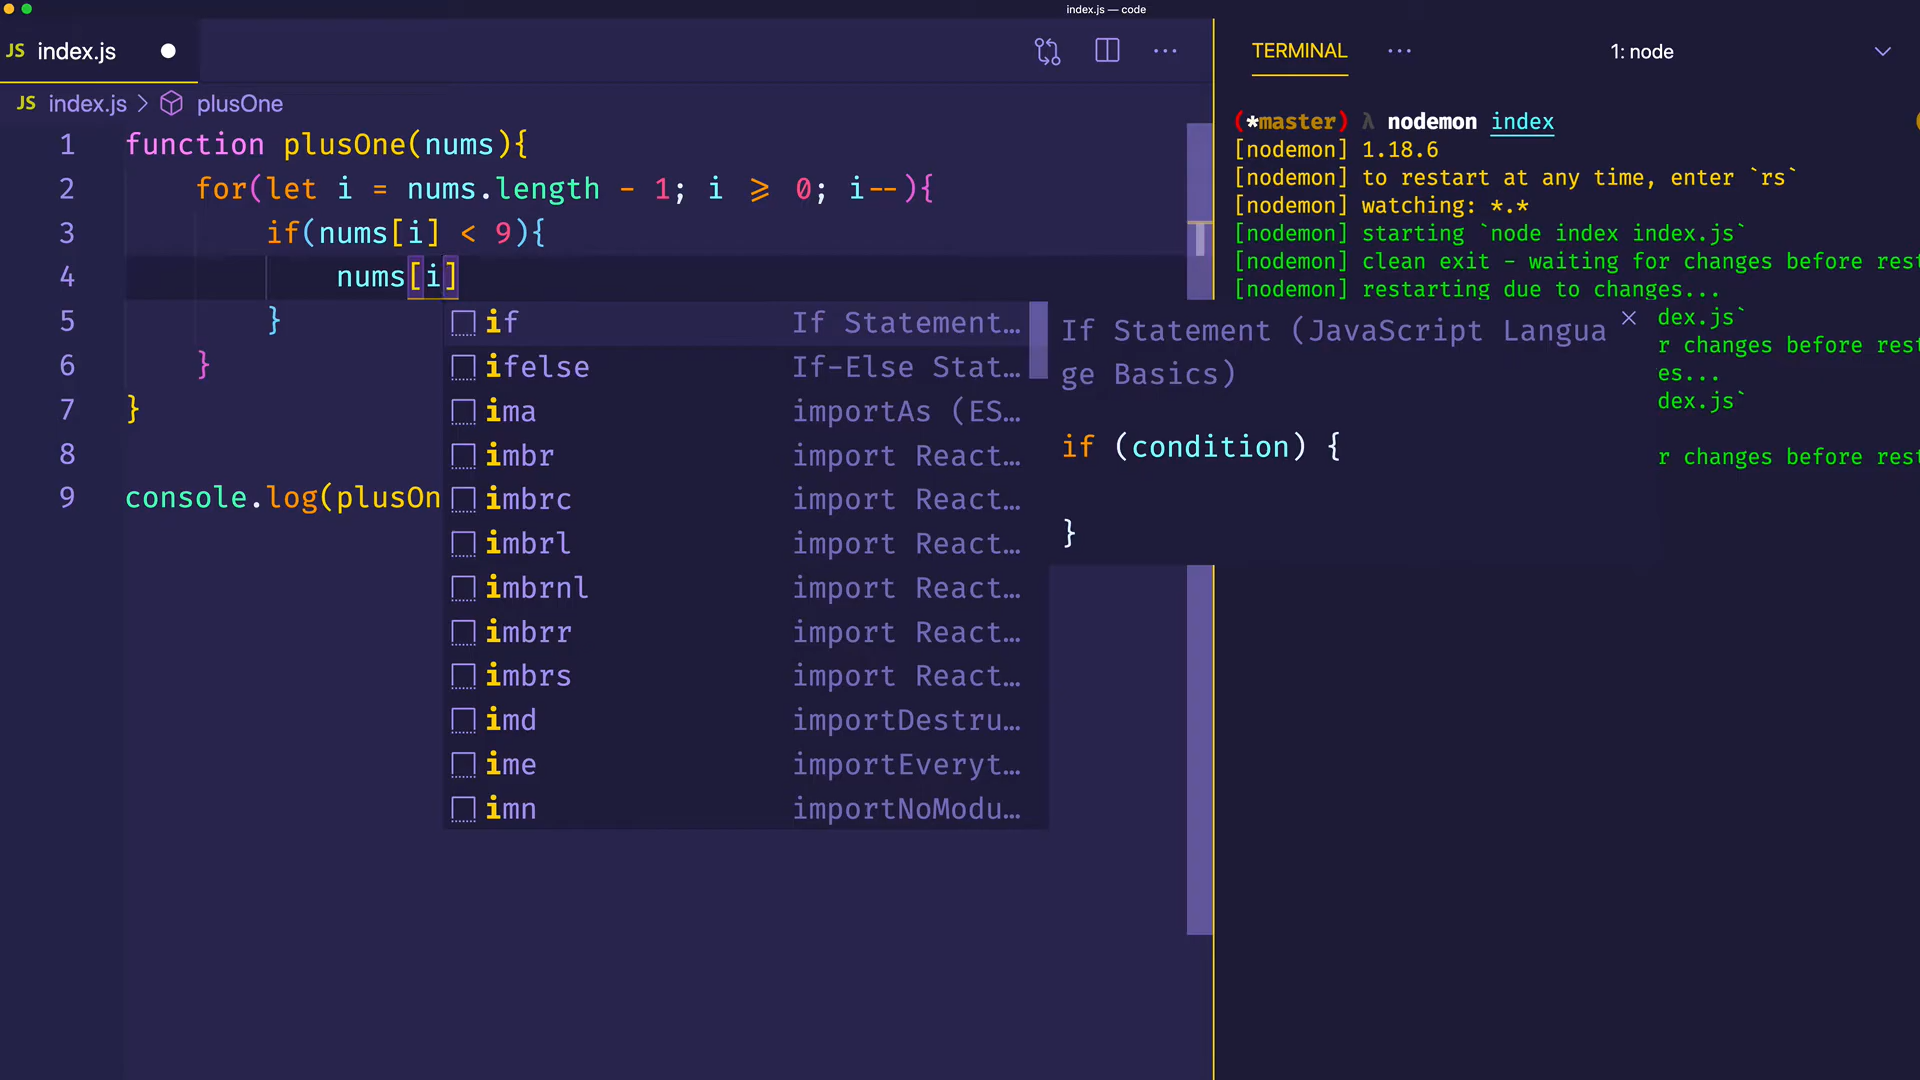 index.js — code
JS index.js
JS index.js > plusOne
1 function plusOne(nums){
2 for(let i = nums.length - 1; i >= 0; i--){
3 if(nums[i] < 9){
4 nums[i]
5 }
6 }
7 }
8
9 console.log(plusOn
if If Statement…
ifelse If-Else Stat…
ima importAs (ES…
imbr import React…
imbrc import React…
imbrl import React…
imbrnl import React…
imbrr import React…
imbrs import React…
imd importDestru…
ime importEveryt…
imn importNoModu…
If Statement (JavaScript Langua
ge Basics)
if (condition) {
}
TERMINAL ··· 1: node
(*master) λ nodemon index
[nodemon] 1.18.6
[nodemon] to restart at any time, enter `rs`
[nodemon] watching: *.*
[nodemon] starting `node index index.js`
[nodemon] clean exit - waiting for changes before rest
[nodemon] restarting due to changes...
dex.js`
r changes before rest
es...
dex.js`
r changes before rest